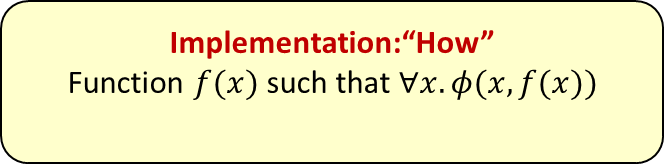 Implementation:“How”
Function 𝑓(𝑥) such that ∀𝑥. 𝜙(𝑥, 𝑓(𝑥))